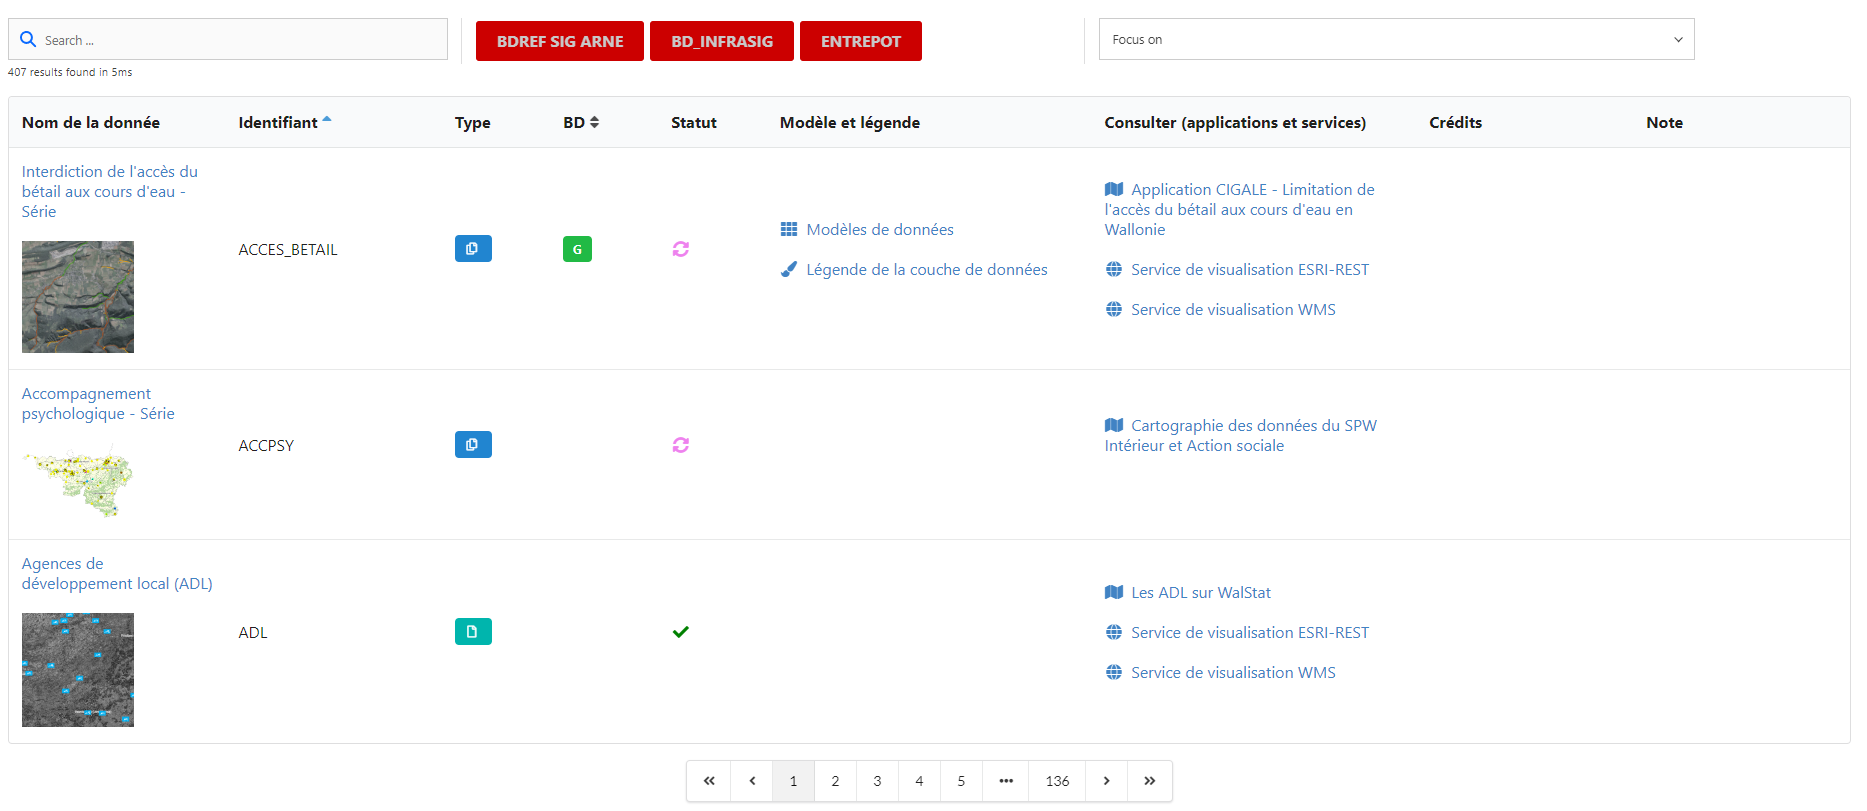 Search ...
BDREF SIG ARNE
BD_INFRASIG
ENTREPOT
Focus on
407 results found in 5ms
Nom de la donnée
Identifiant
Type
BD
Statut
Modèle et légende
Consulter (applications et services)
Crédits
Note
Interdiction de l'accès du
bétail aux cours d'eau -
Série
ACCES_BETAIL
G
Modèles de données
Légende de la couche de données
Application CIGALE - Limitation de
l'accès du bétail aux cours d'eau en
Wallonie
Service de visualisation ESRI-REST
Service de visualisation WMS
Accompagnement
psychologique - Série
ACCPSY
Cartographie des données du SPW
Intérieur et Action sociale
Agences de
développement local (ADL)
ADL
Les ADL sur WalStat
Service de visualisation ESRI-REST
Service de visualisation WMS
« ‹ 1 2 3 4 5 ••• 136 › »